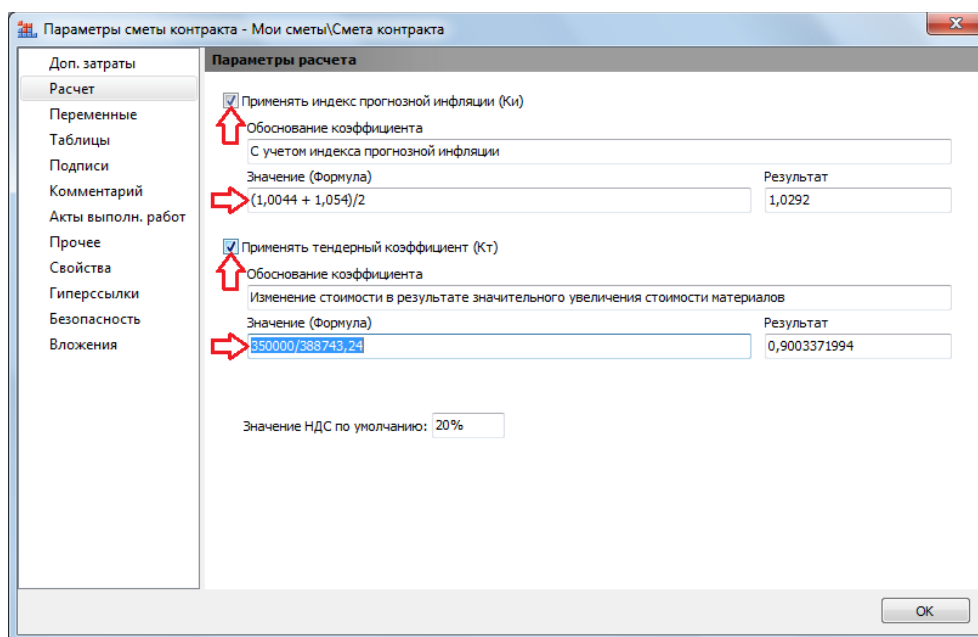 Параметры сметы контракта - Мои сметы\Смета контракта
Доп. затраты
Расчет
Переменные
Таблицы
Подписи
Комментарий
Акты выполн. работ
Прочее
Свойства
Гиперссылки
Безопасность
Вложения
Параметры расчета
Применять индекс прогнозной инфляции (Ки)
Обоснование коэффициента
С учетом индекса прогнозной инфляции
Значение (Формула) Результат
(1,0044 + 1,054)/2 1,0292
Применять тендерный коэффициент (Кт)
Обоснование коэффициента
Изменение стоимости в результате значительного увеличения стоимости материалов
Значение (Формула) Результат
350000/388743,24 0,9003371994
Значение НДС по умолчанию: 20%
OK